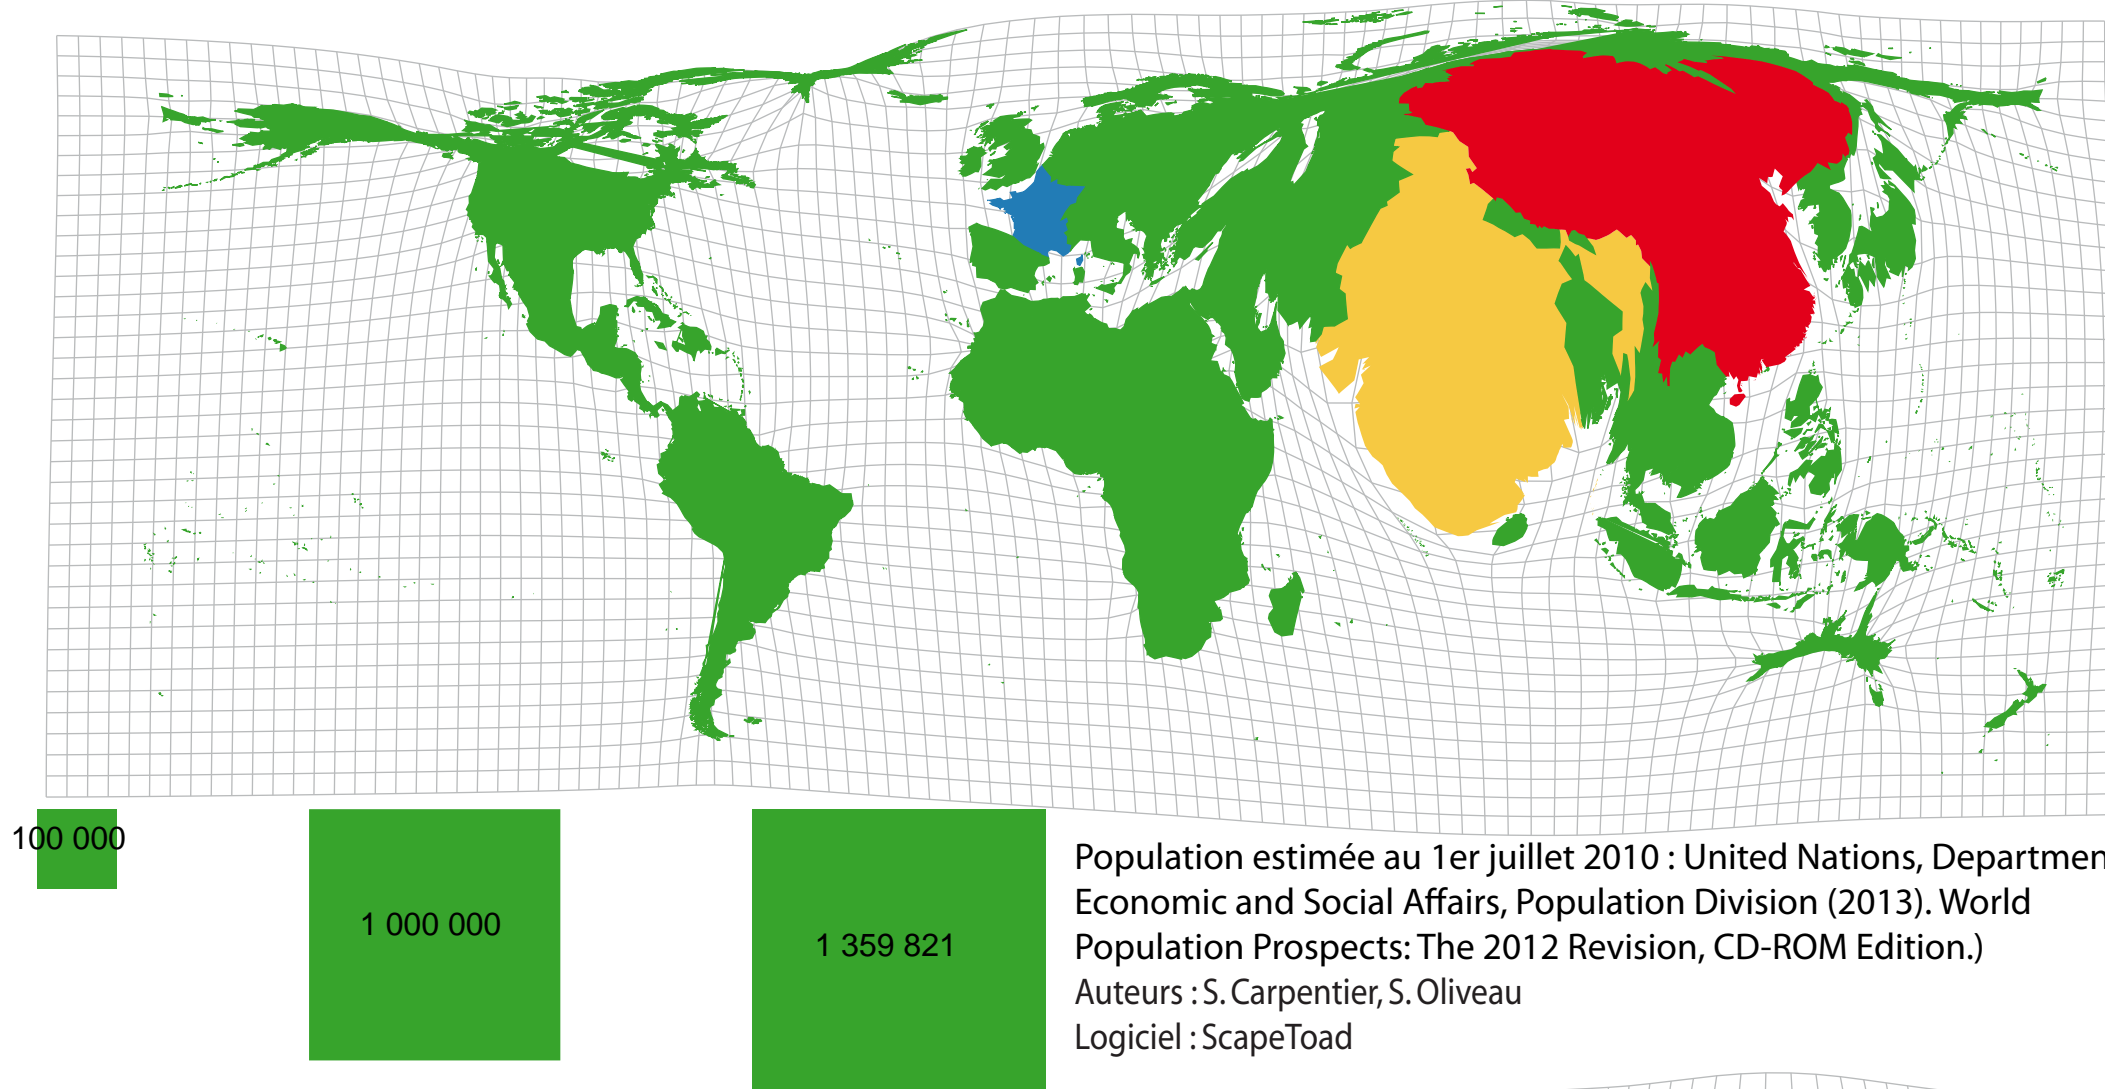 100 000
1 000 000
1 359 821
Population estimée au 1er juillet 2010 : United Nations, Departmen
Economic and Social Affairs, Population Division (2013). World
Population Prospects: The 2012 Revision, CD-ROM Edition.)
Auteurs : S. Carpentier, S. Oliveau
Logiciel : ScapeToad